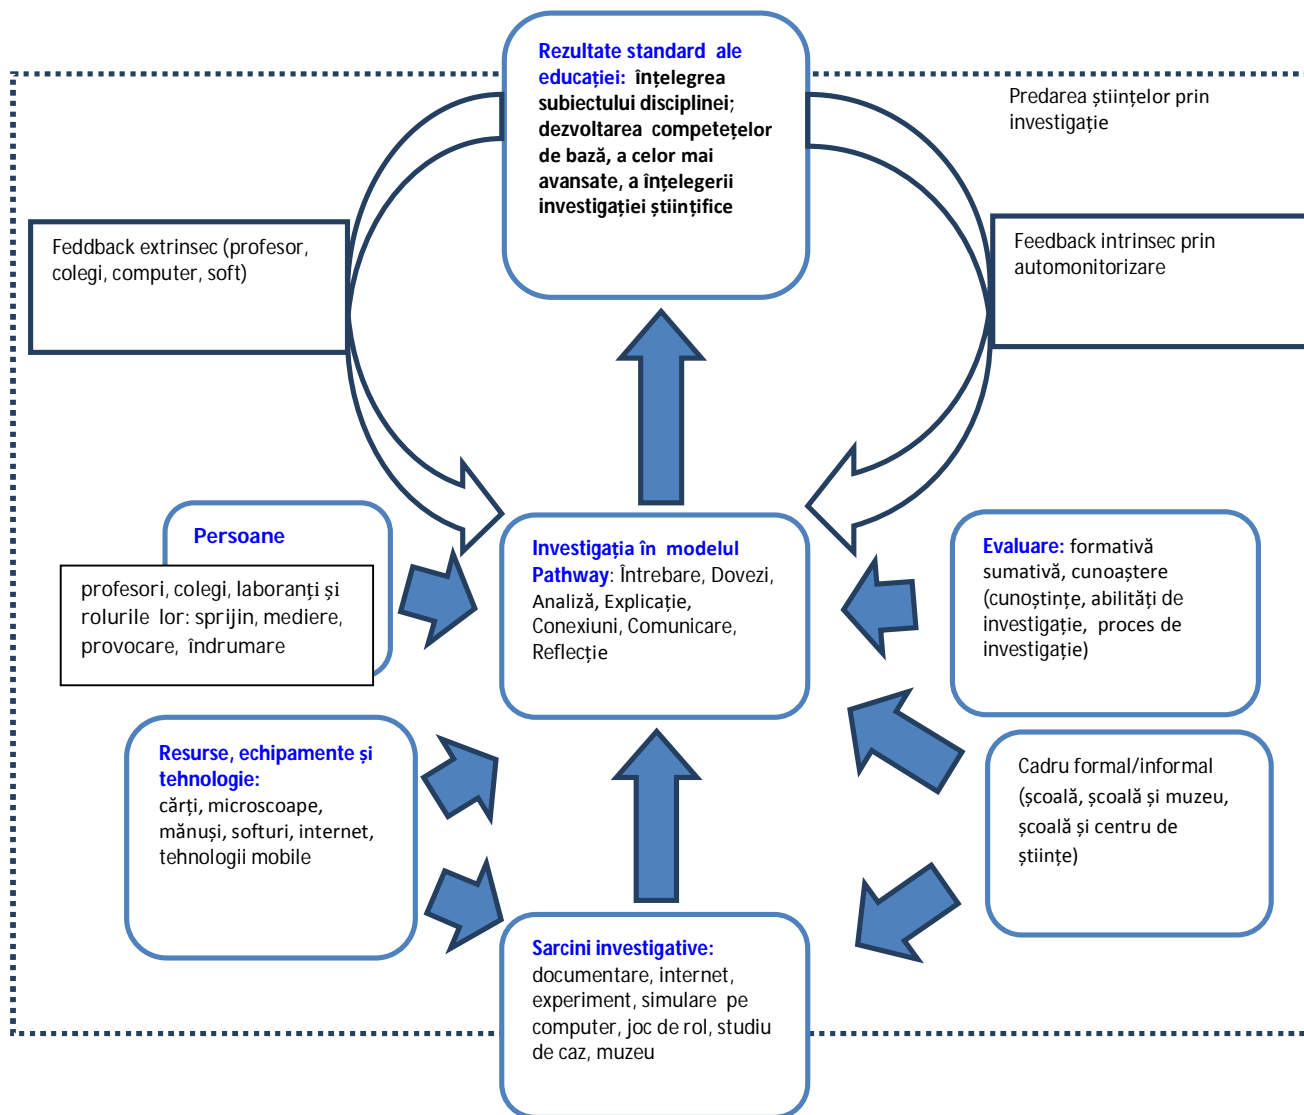 Rezultate standard ale
educației: înțelegrea
subiectului disciplinei;
dezvoltarea competețelor
de bază, a celor mai
avansate, a înțelegerii
investigației științifice
Predarea științelor prin
investigație
Feddback extrinsec (profesor,
colegi, computer, soft)
Feedback intrinsec prin
automonitorizare
Persoane
profesori, colegi, laboranți și
rolurile lor: sprijin, mediere,
provocare, îndrumare
Investigația în modelul
Pathway: Întrebare, Dovezi,
Analiză, Explicație,
Conexiuni, Comunicare,
Reflecție
Evaluare: formativă
sumativă, cunoaștere
(cunoștințe, abilități de
investigație, proces de
investigație)
Resurse, echipamente și
tehnologie:
cărți, microscoape,
mănuși, softuri, internet,
tehnologii mobile
Cadru formal/informal
(școală, școală și muzeu,
școală și centru de
științe)
Sarcini investigative:
documentare, internet,
experiment, simulare pe
computer, joc de rol, studiu
de caz, muzeu